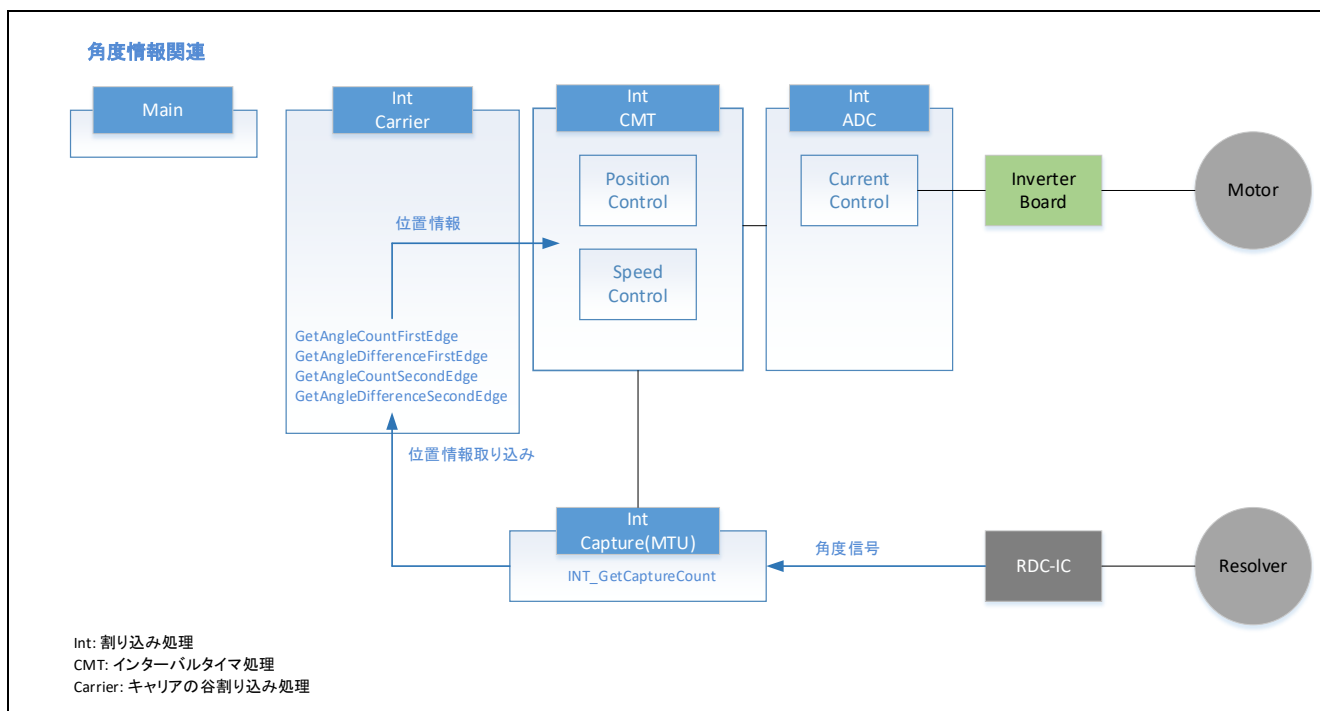 角度情報関連
Main
Int
Carrier
Int
CMT
Int
ADC
Position
Control
Current
Control
Inverter
Board
Motor
位置情報
Speed
Control
GetAngleCountFirstEdge
GetAngleDifferenceFirstEdge
GetAngleCountSecondEdge
GetAngleDifferenceSecondEdge
位置情報取り込み
Int
Capture(MTU)
INT_GetCaptureCount
角度信号
RDC-IC
Resolver
Int: 割り込み処理
CMT: インターバルタイマ処理
Carrier: キャリアの谷割り込み処理